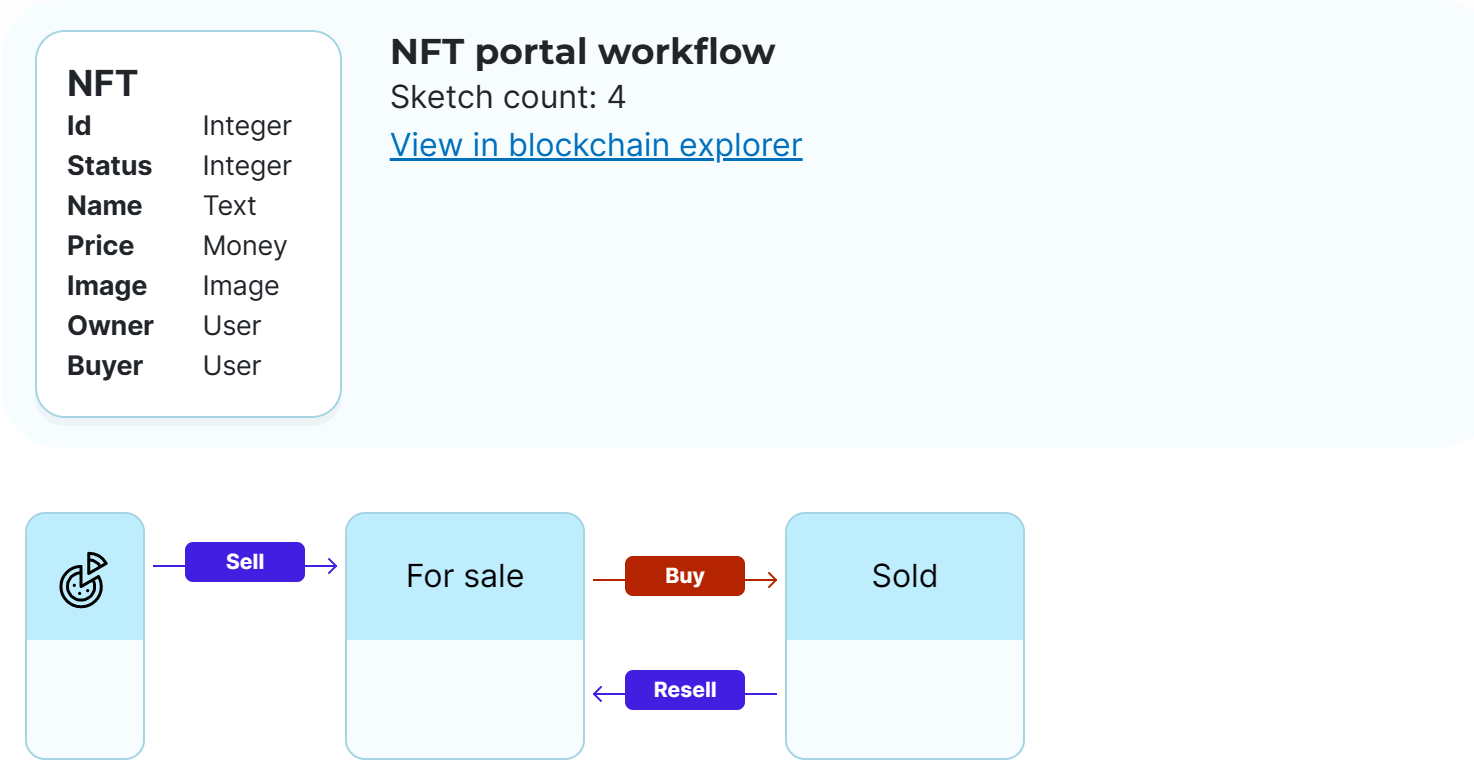 NFT
Id Integer
Status Integer
Name Text
Price Money
Image Image
Owner User
Buyer User
NFT portal workflow
Sketch count: 4
View in blockchain explorer
Sell
For sale
Buy
Sold
Resell